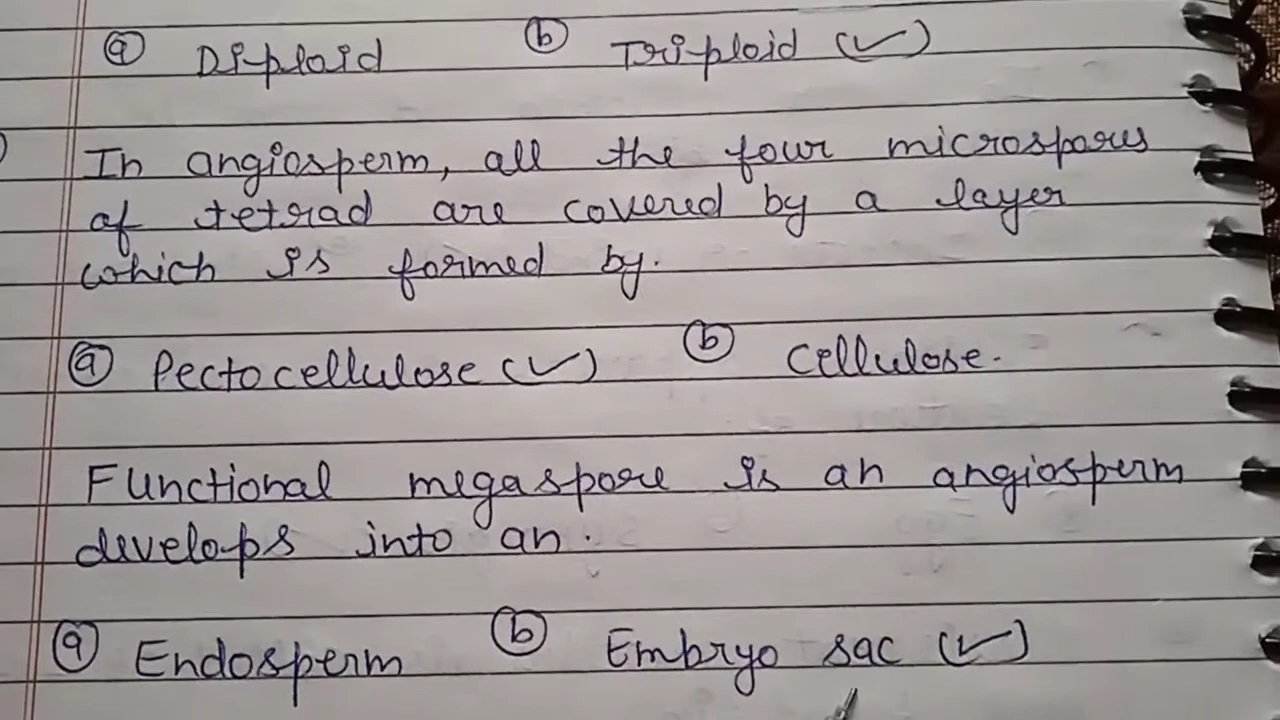 ⓐ Diploid ⓑ Triploid (✓)
In angiosperm, all the four microspores
of tetrad are covered by a layer
which is formed by.
ⓐ Pectocellulose (✓) ⓑ Cellulose.
Functional megaspore is an angiosperm
develops into an.
ⓐ Endosperm ⓑ Embryo sac (✓)